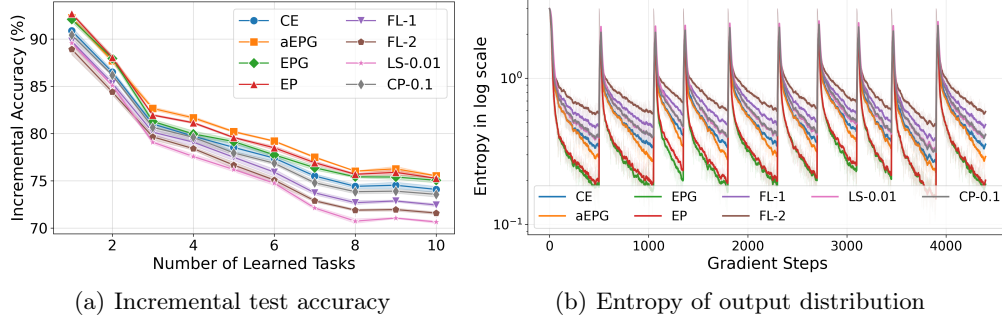 Incremental Accuracy (%)
90
85
80
75
70
2
4
6
8
10
Number of Learned Tasks
CE
aEPG
EPG
EP
FL-1
FL-2
LS-0.01
CP-0.1
(a) Incremental test accuracy
Entropy in log scale
10⁰
10⁻¹
0
1000
2000
3000
4000
Gradient Steps
CE
aEPG
EPG
EP
FL-1
FL-2
LS-0.01
CP-0.1
(b) Entropy of output distribution